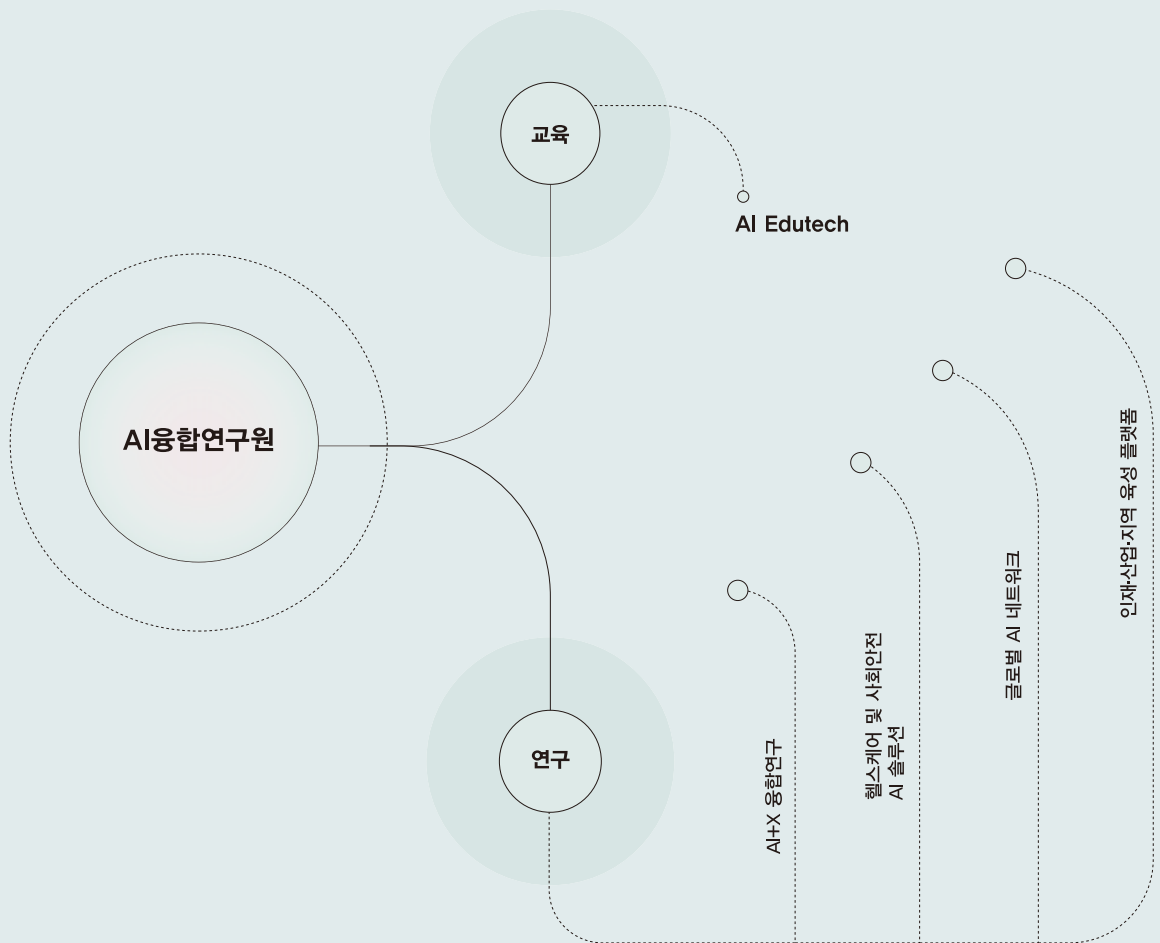 교육
AI Edutech
AI융합연구원
연구
AI+X 융합연구
헬스케어 및 사회안전
AI 솔루션
글로벌 AI 네트워크
인재·산업·지역 육성 플랫폼